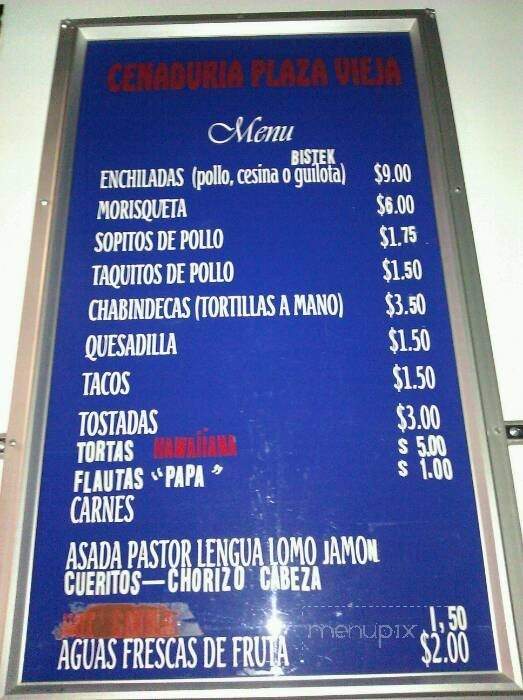 CENADURIA PLAZA VIEJA
Menu
BISTEK
ENCHILADAS (pollo, cesina o guilota) $9.00
MORISQUETA $6.00
SOPITOS DE POLLO $1.75
TAQUITOS DE POLLO $1.50
CHABINDECAS (TORTILLAS A MANO) $3.50
QUESADILLA $1.50
TACOS $1.50
TOSTADAS $3.00
TORTAS HAWAIIANA $ 5.00
FLAUTAS "PAPA" $ 1.00
CARNES
ASADA PASTOR LENGUA LOMO JAMON
CUERITOS—CHORIZO CABEZA
1,50
AGUAS FRESCAS DE FRUTA $2.00
menupix